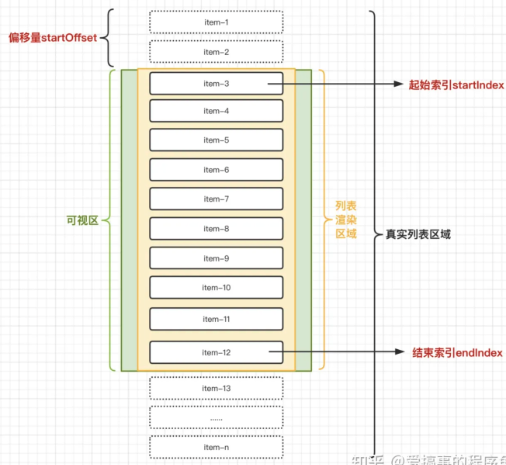 偏移量startOffset
item-1
item-2
item-3
起始索引startIndex
item-4
item-5
item-6
item-7
可视区
item-8
列表
渲染
区域
真实列表区域
item-9
item-10
item-11
item-12
结束索引endIndex
item-13
......
item-n
知乎 @爱搞事的程序